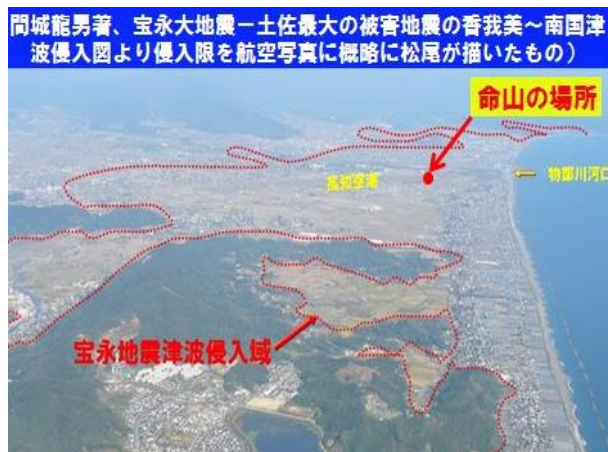 間城龍男著、宝永大地震－土佐最大の被害地震の香我美～南国津
波侵入図より侵入限を航空写真に概略に松尾が描いたもの）
命山の場所
高知空港
物部川河口
宝永地震津波侵入域